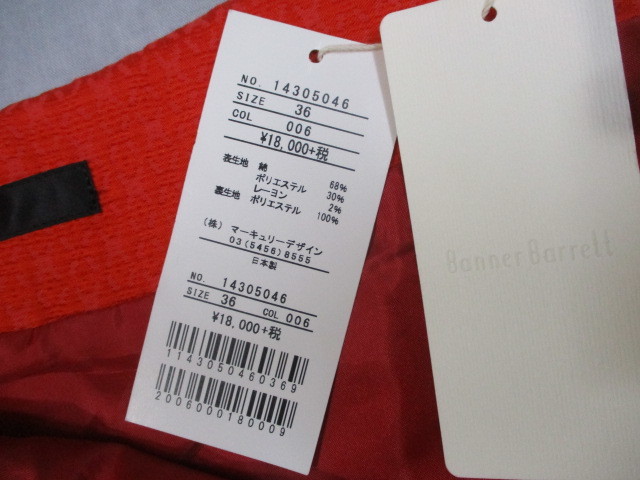 NO. 14305046
SIZE 36
COL 006
¥18,000+税
表生地 綿 68%
ポリエステル 30%
レーヨン 2%
裏生地 ポリエステル 100%
(株) マーキュリーデザイン
03(5456)8555
日本製
NO. 14305046
SIZE 36 COL 006
¥18,000+税
1143050460369
2006000180009
BannerBarrett